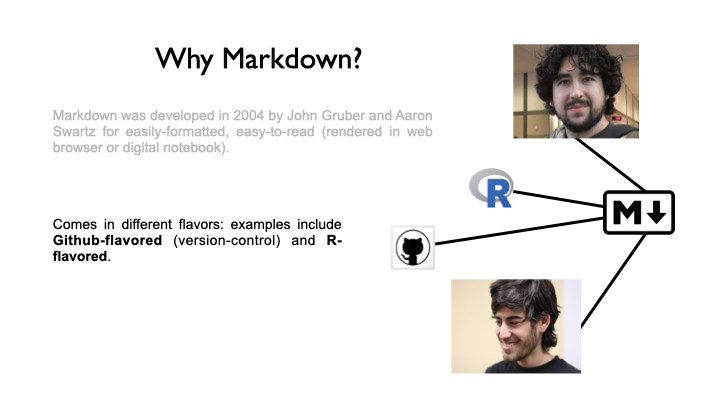 Why Markdown?
Markdown was developed in 2004 by John Gruber and Aaron
Swartz for easily-formatted, easy-to-read (rendered in web
browser or digital notebook).
R
M
Comes in different flavors: examples include
Github-flavored (version-control) and R-
flavored.